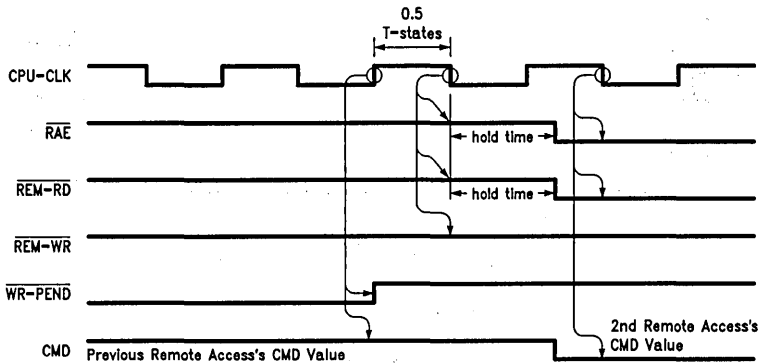 0.5
T-states
CPU-CLK
RAE
hold time
REM-RD
hold time
REM-WR
WR-PEND
2nd Remote Access's
CMD Value
CMD
Previous Remote Access's CMD Value